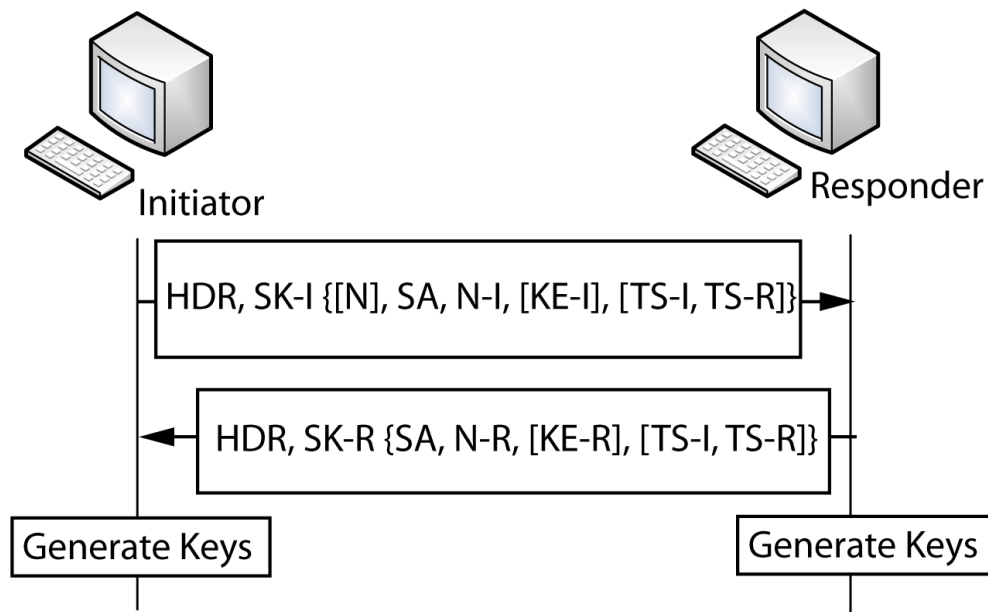 Initiator
Responder
HDR, SK-I {[N], SA, N-I, [KE-I], [TS-I, TS-R]}
HDR, SK-R {SA, N-R, [KE-R], [TS-I, TS-R]}
Generate Keys
Generate Keys